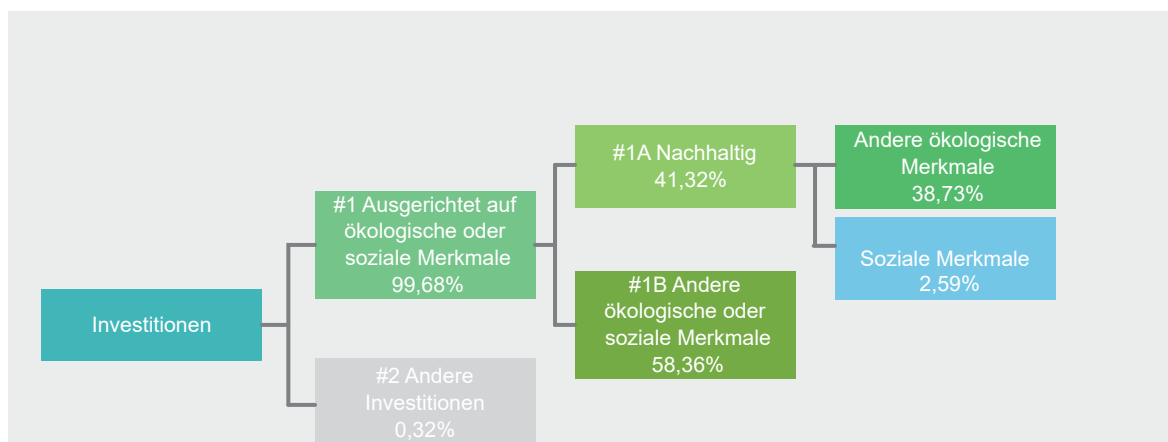 Investitionen
#1 Ausgerichtet auf
ökologische oder
soziale Merkmale
99,68%
#2 Andere
Investitionen
0,32%
#1A Nachhaltig
41,32%
#1B Andere
ökologische oder
soziale Merkmale
58,36%
Andere ökologische
Merkmale
38,73%
Soziale Merkmale
2,59%